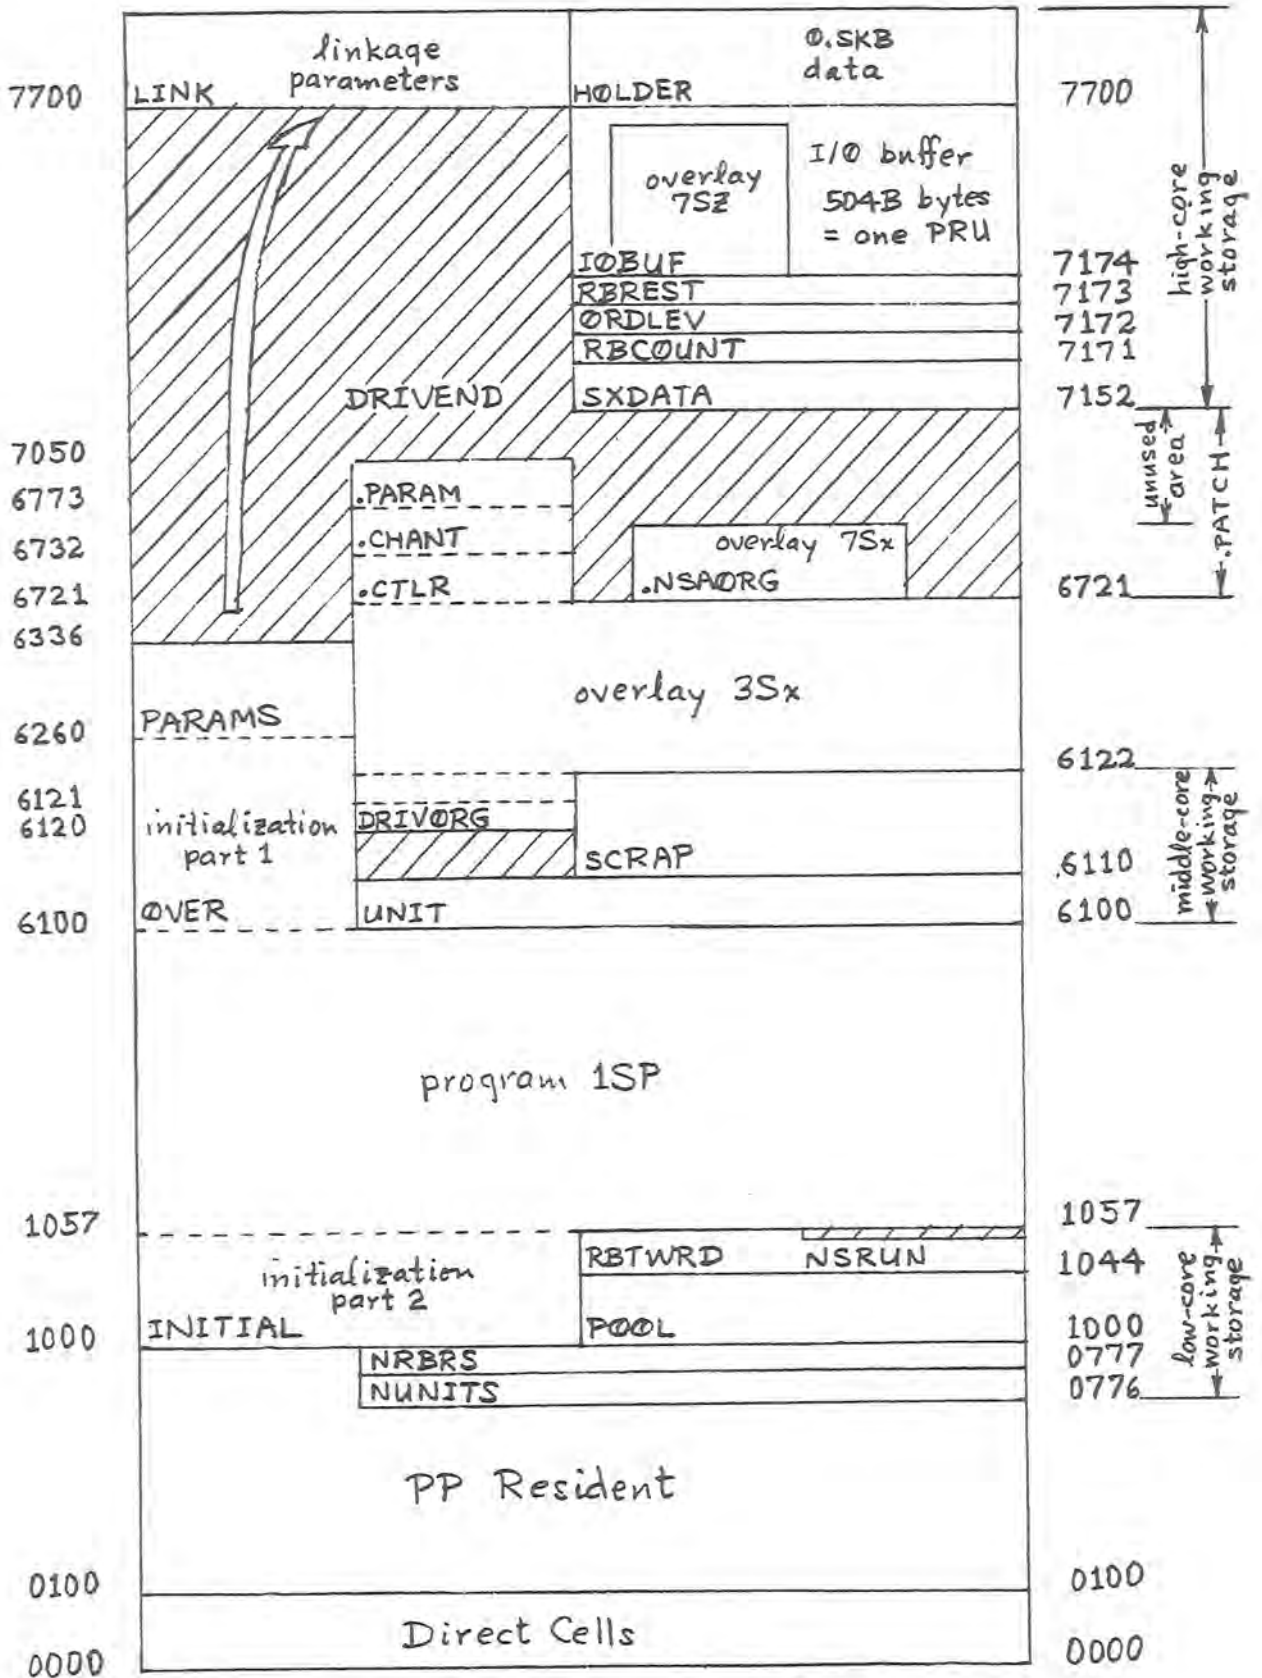 linkage
parameters
0.SKB
data
7700
LINK
HØLDER
7700
overlay
7SZ
I/Ø buffer
504B bytes
= one PRU
high-core
working
storage
IØBUF
7174
RBREST
7173
ØRDLEV
7172
RBCØUNT
7171
DRIVEND
SXDATA
7152
7050
.PARAM
6773
.CHANT
6732
.CTLR
6721
overlay 7Sx
.NSAØRG
6721
unused
area
.PATCH
6336
overlay 3Sx
PARAMS
6260
6122
6121
DRIVØRG
6120
initialization
part 1
SCRAP
.6110
middle-core
working
storage
ØVER
UNIT
6100
6100
program 1SP
1057
1057
RBTWRD
NSRUN
1044
initialization
part 2
low-core
working
storage
INITIAL
PØØL
1000
1000
NRBRS
0777
NUNITS
0776
PP Resident
0100
0100
Direct Cells
0000
0000